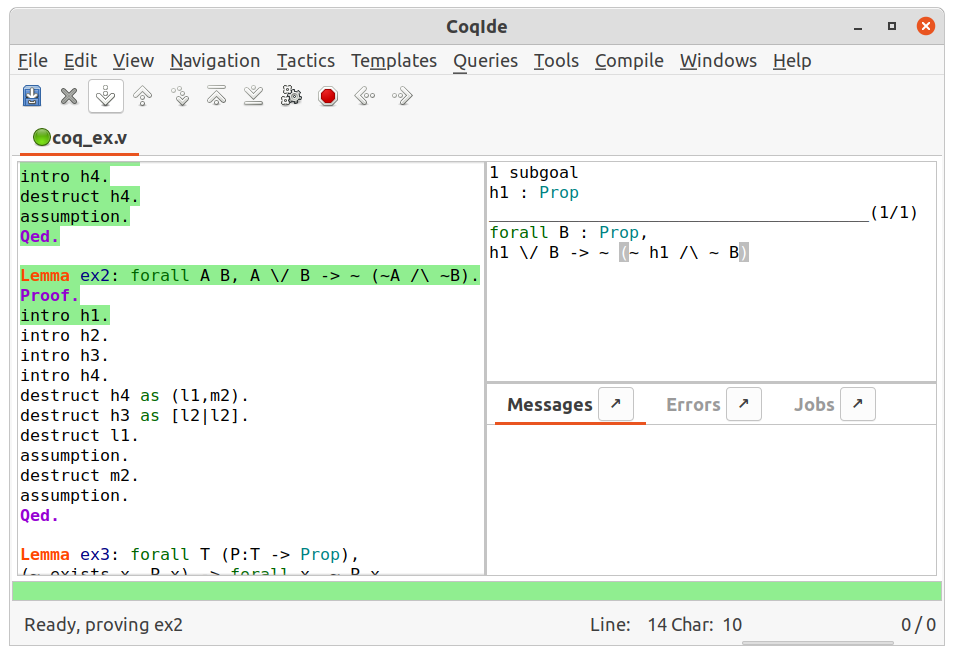 CoqIde
File Edit View Navigation Tactics Templates Queries Tools Compile Windows Help
coq_ex.v
intro h4.
destruct h4.
assumption.
Qed.
Lemma ex2: forall A B, A \/ B -> ~ (~A /\ ~B).
Proof.
intro h1.
intro h2.
intro h3.
intro h4.
destruct h4 as (l1,m2).
destruct h3 as [l2|l2].
destruct l1.
assumption.
destruct m2.
assumption.
Qed.
Lemma ex3: forall T (P:T -> Prop),
(~ exists x, P x) -> forall x, ~ P x
1 subgoal
h1 : Prop
(1/1)
forall B : Prop,
h1 \/ B -> ~ (~ h1 /\ ~ B)
Messages Errors Jobs
Ready, proving ex2 Line: 14 Char: 10 0 / 0